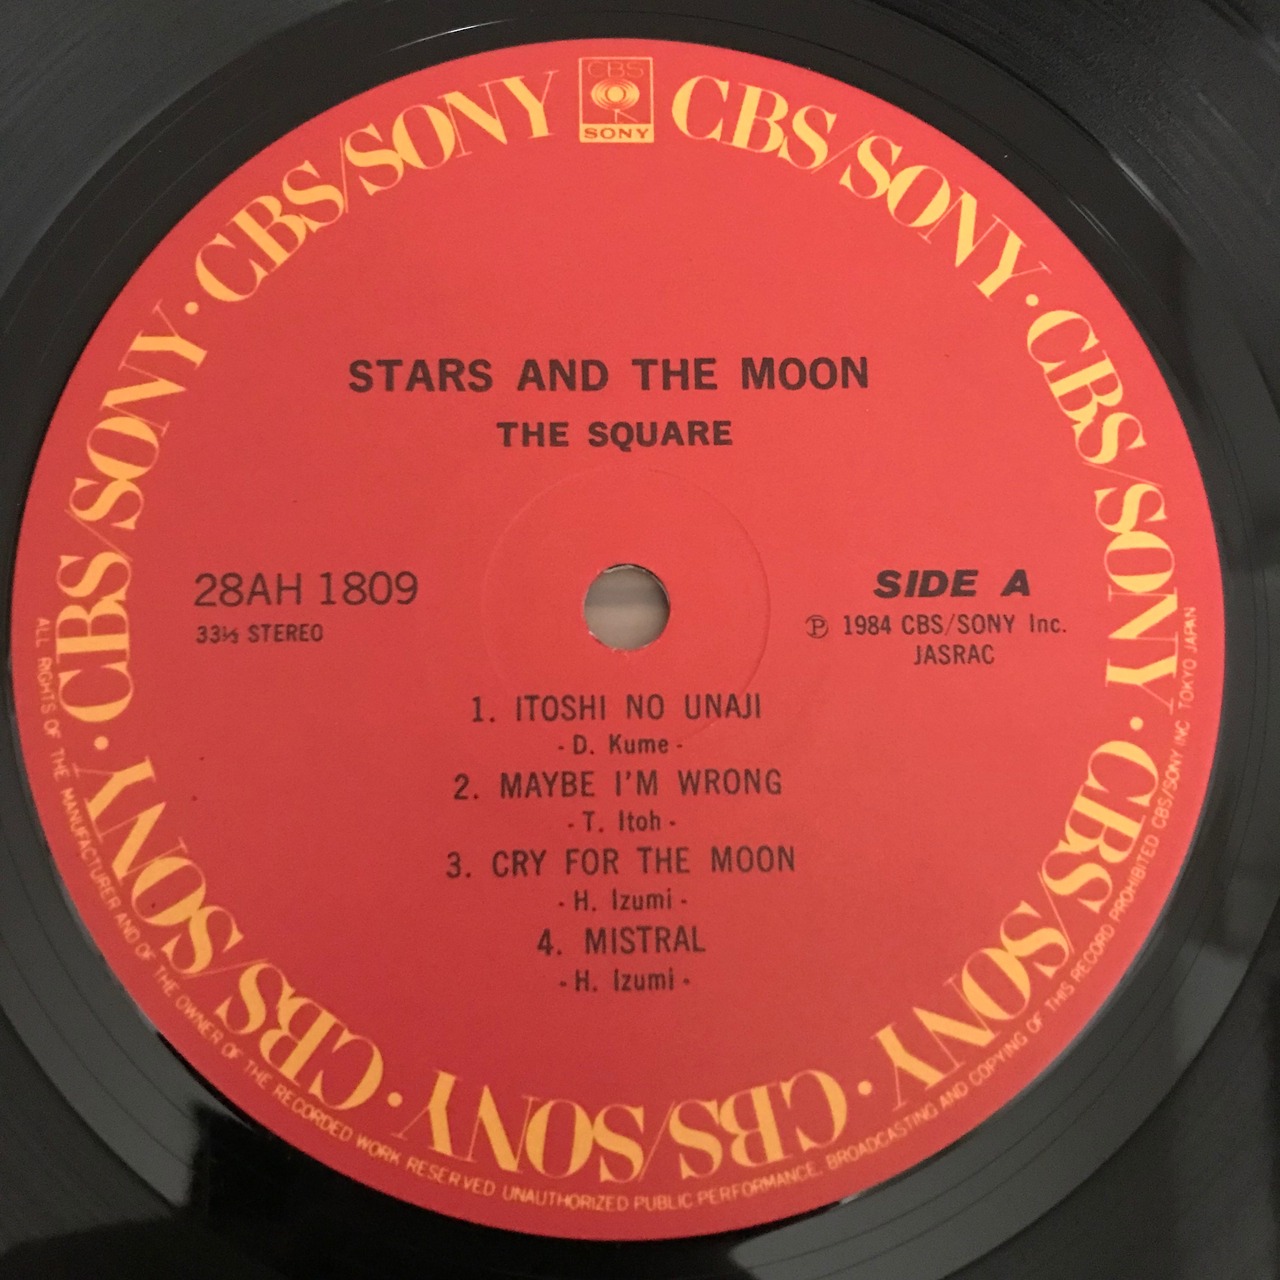 CBS
SONY
CBS/SONY · CBS/SONY · CBS/SONY · CBS/SONY · CBS/SONY · CBS/SONY · CBS/SONY · CBS/SONY
STARS AND THE MOON
THE SQUARE
28AH 1809
33⅓ STEREO
SIDE A
Ⓟ 1984 CBS/SONY Inc.
JASRAC
1. ITOSHI NO UNAJI
- D. Kume -
2. MAYBE I'M WRONG
- T. Itoh -
3. CRY FOR THE MOON
- H. Izumi -
4. MISTRAL
- H. Izumi -
ALL RIGHTS OF THE MANUFACTURER AND OF THE OWNER OF THE RECORDED WORK RESERVED UNAUTHORIZED PUBLIC PERFORMANCE, BROADCASTING AND COPYING OF THIS RECORD PROHIBITED CBS/SONY INC TOKYO JAPAN